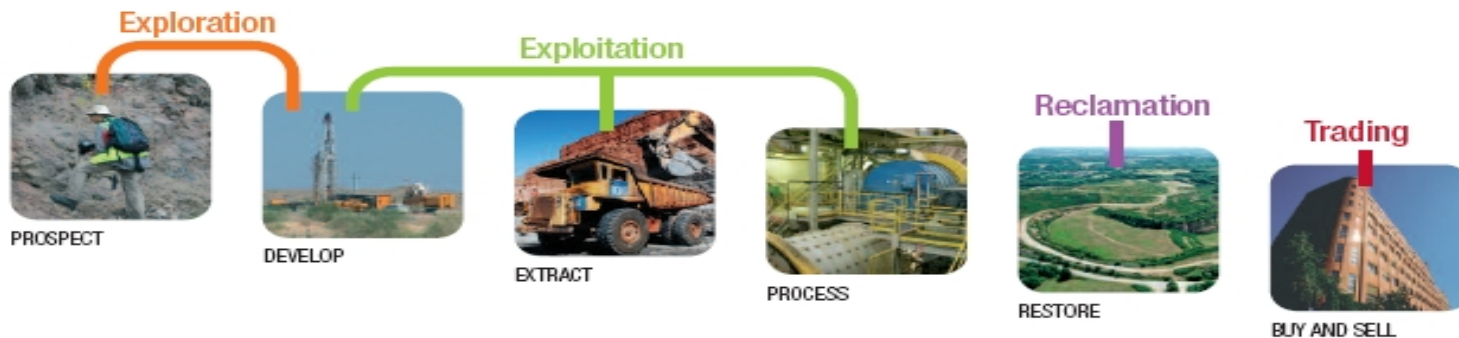 Exploration
Exploitation
Reclamation
Trading
PROSPECT
DEVELOP
EXTRACT
PROCESS
RESTORE
BUY AND SELL